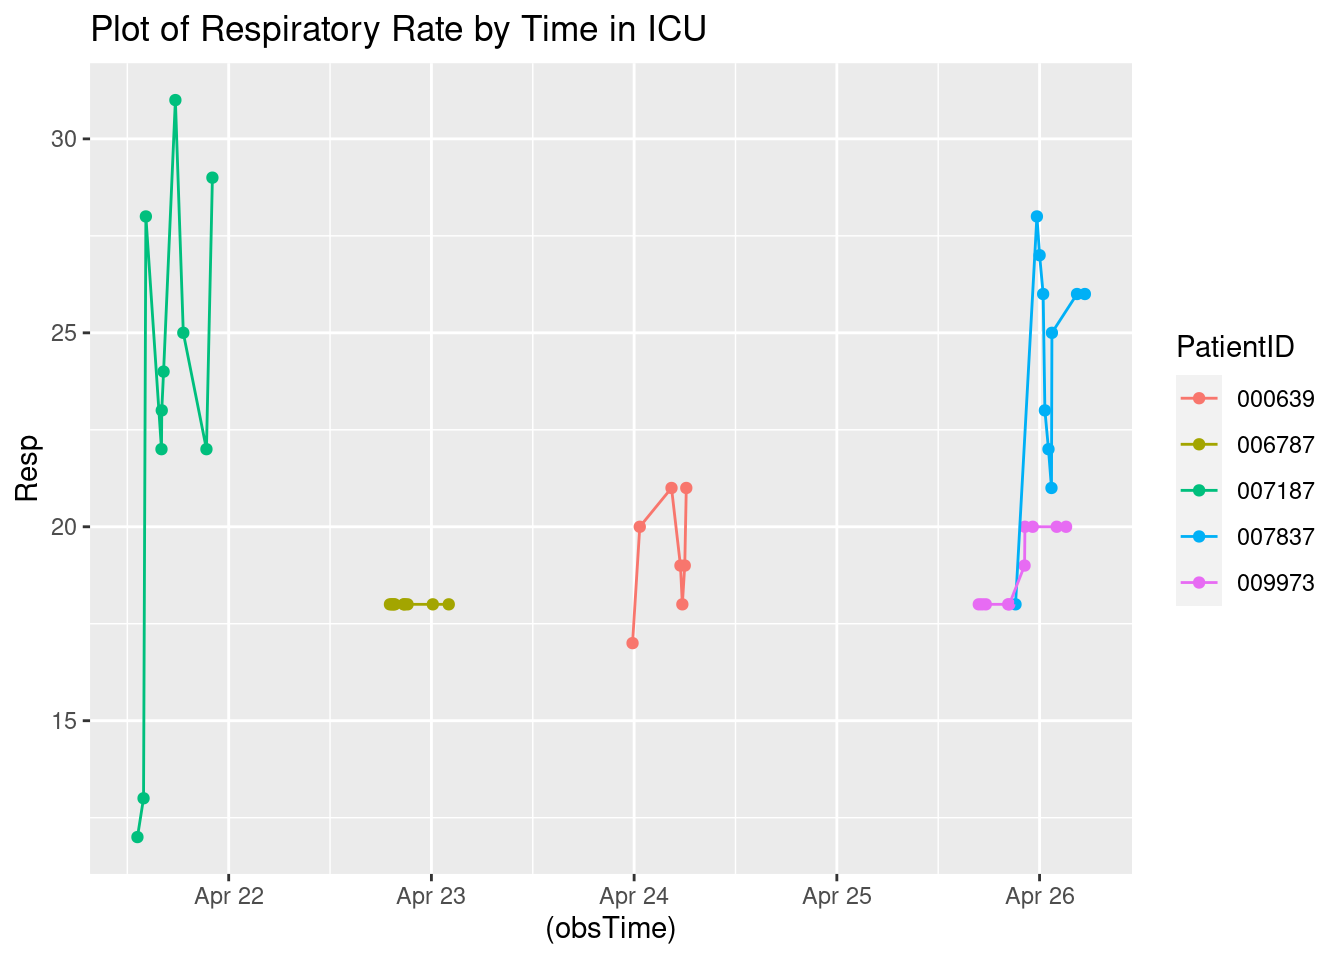 Plot of Respiratory Rate by Time in ICU
Resp
30
25
20
15
Apr 22 Apr 23 Apr 24 Apr 25 Apr 26
(obsTime)
PatientID
000639
006787
007187
007837
009973